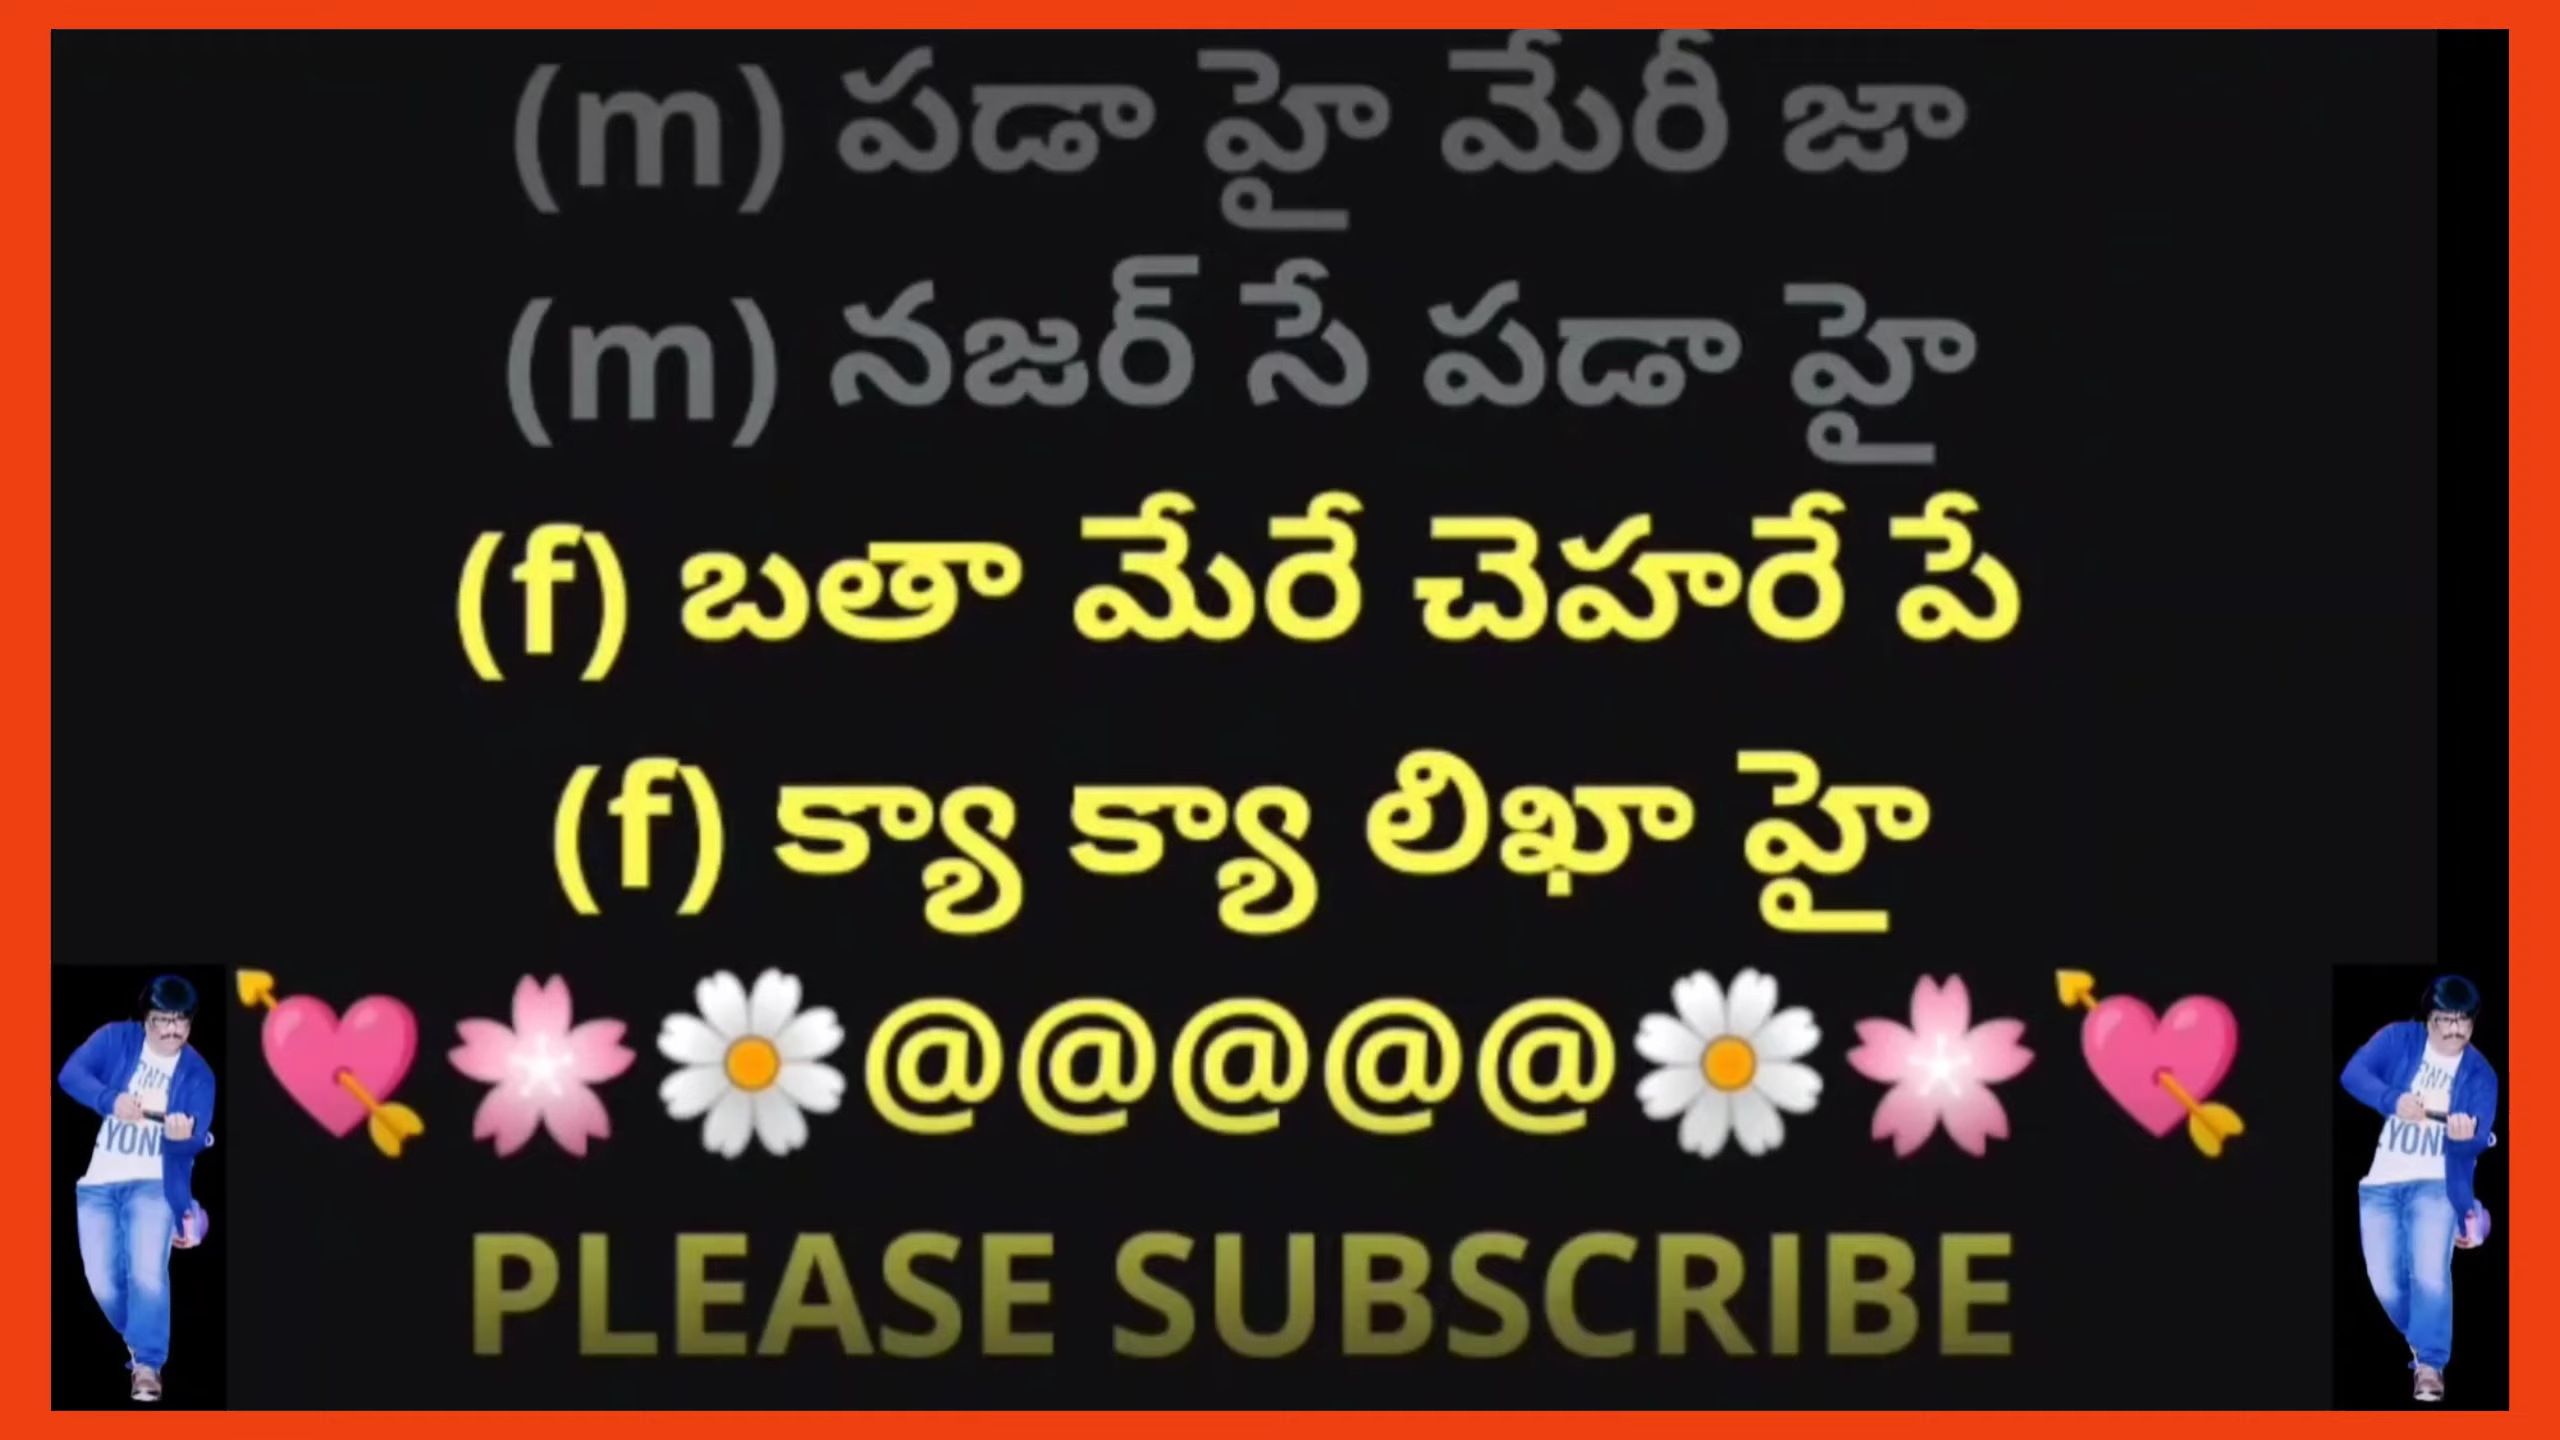 (m) పడా హై మేరీ జా
(m) నజర్ సే పడా హై
(f) బతా మేరే చెహరే పే
(f) క్యా క్యా లిఖా హై
💘🌸🌼@@@@@🌼🌸💘
PLEASE SUBSCRIBE